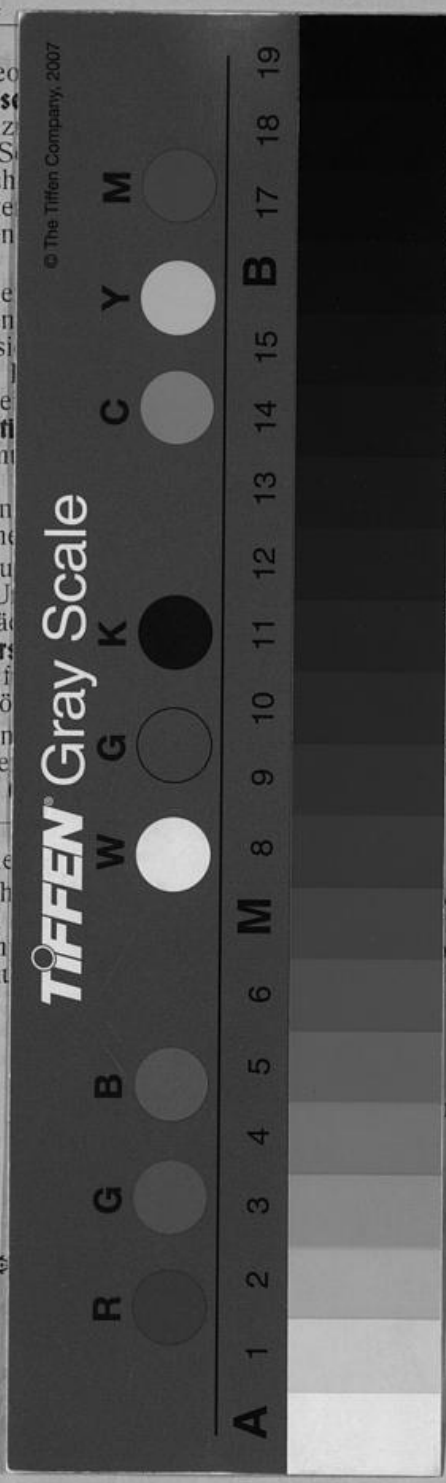 © The Tiffen Company, 2007
TIFFEN® Gray Scale
R G B W G K C Y M
A 1 2 3 4 5 6 M 8 9 10 11 12 13 14 15 B 17 18 19